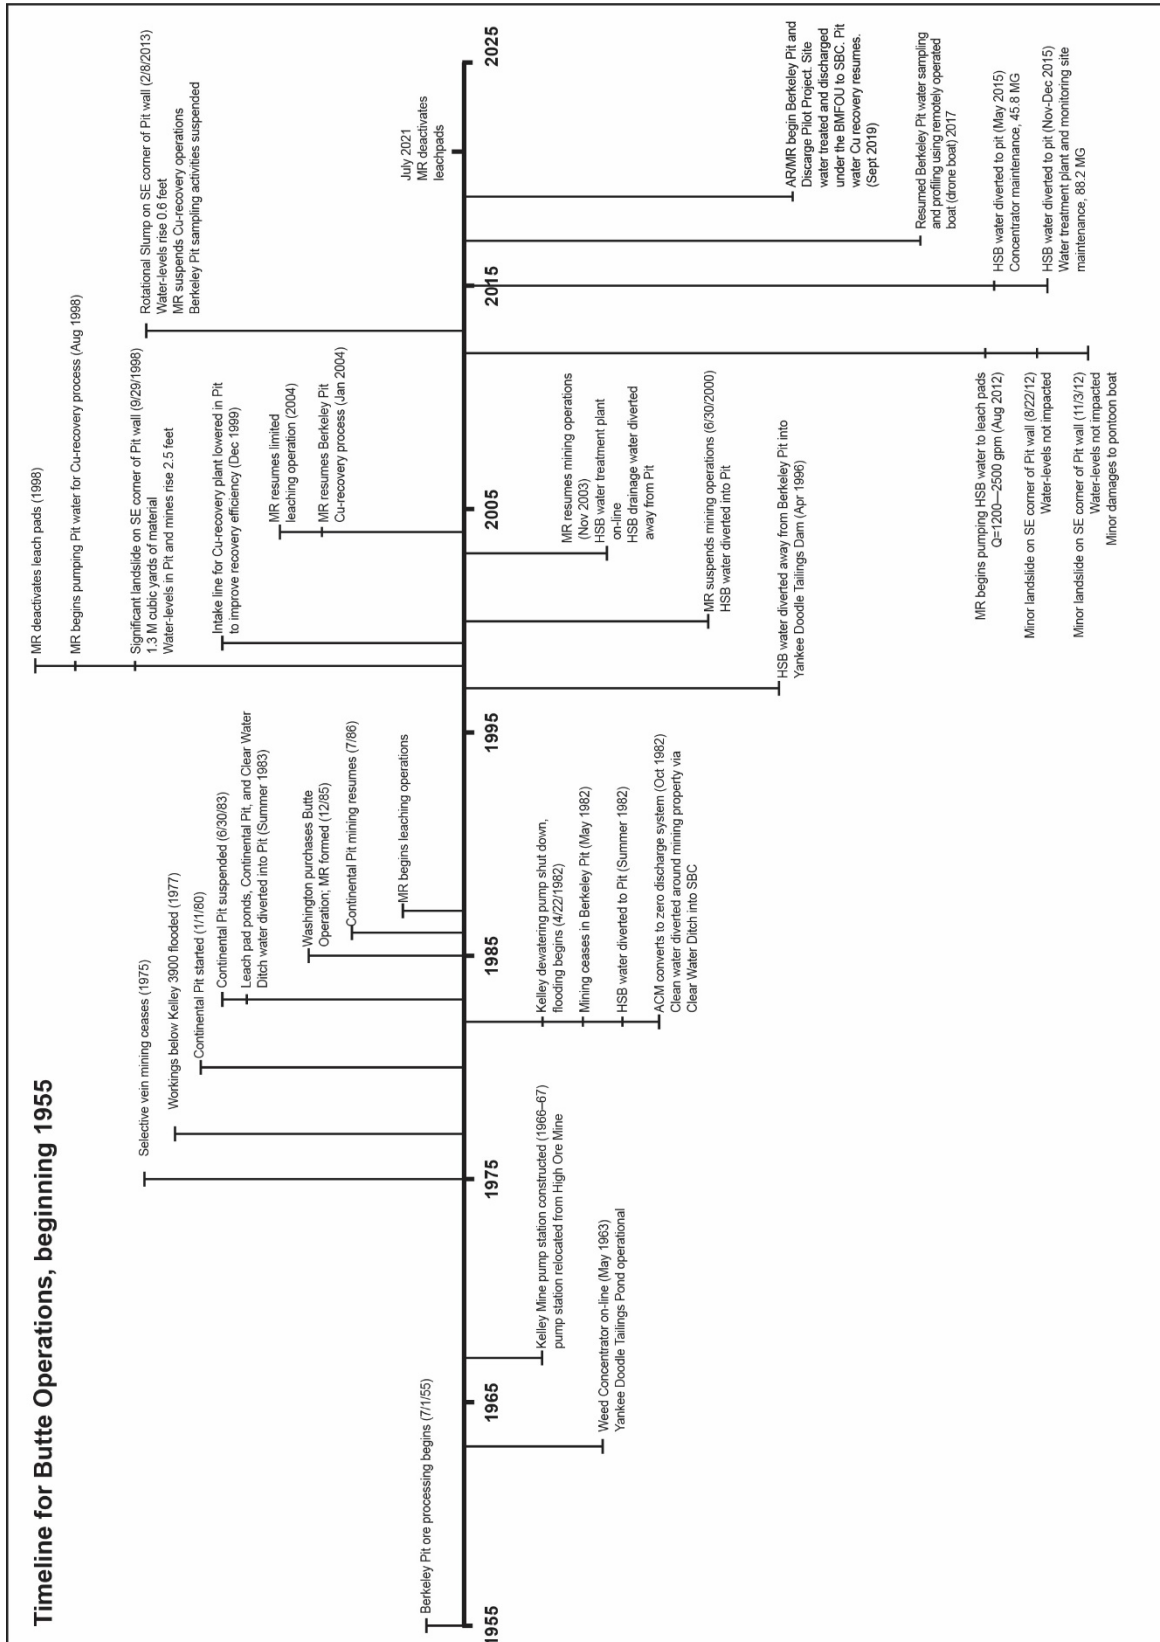 Timeline for Butte Operations, beginning 1955
Berkeley Pit ore processing begins (7/1/55)
Selective vein mining ceases (1975)
Workings below Kelley 3900 flooded (1977)
Continental Pit started (1/1/80)
Continental Pit suspended (6/30/83)
Leach pad ponds, Continental Pit, and Clear Water
Ditch water diverted into Pit (Summer 1983)
Washington purchases Butte
Operation; MR formed (12/85)
Continental Pit mining resumes (7/86)
MR begins leaching operations
MR deactivates leach pads (1998)
MR begins pumping Pit water for Cu-recovery process (Aug 1998)
Significant landslide on SE corner of Pit wall (9/29/1998)
1.3 M cubic yards of material
Water-levels in Pit and mines rise 2.5 feet
Intake line for Cu-recovery plant lowered in Pit
to improve recovery efficiency (Dec 1999)
MR resumes limited
leaching operation (2004)
MR resumes Berkeley Pit
Cu-recovery process (Jan 2004)
Rotational Slump on SE corner of Pit wall (2/8/2013)
Water-levels rise 0.6 feet
MR suspends Cu-recovery operations
Berkeley Pit sampling activities suspended
July 2021
MR deactivates
leachpads
1955
1965
1975
1985
1995
2005
2015
2025
Weed Concentrator on-line (May 1963)
Yankee Doodle Tailings Pond operational
Kelley Mine pump station constructed (1966–67)
pump station relocated from High Ore Mine
Kelley dewatering pump shut down,
flooding begins (4/22/1982)
Mining ceases in Berkeley Pit (May 1982)
HSB water diverted to Pit (Summer 1982)
ACM converts to zero discharge system (Oct 1982)
Clean water diverted around mining property via
Clear Water Ditch into SBC
HSB water diverted away from Berkeley Pit into
Yankee Doodle Tailings Dam (Apr 1996)
MR suspends mining operations (6/30/2000)
HSB water diverted into Pit
MR resumes mining operations
(Nov 2003)
HSB water treatment plant
on-line
HSB drainage water diverted
away from Pit
MR begins pumping HSB water to leach pads
Q=1200—2500 gpm (Aug 2012)
Minor landslide on SE corner of Pit wall (8/22/12)
Water-levels not impacted
Minor landslide on SE corner of Pit wall (11/3/12)
Water-levels not impacted
Minor damages to pontoon boat
HSB water diverted to pit (May 2015)
Concentrator maintenance, 45.8 MG
HSB water diverted to pit (Nov-Dec 2015)
Water treatment plant and monitoring site
maintenance, 88.2 MG
Resumed Berkeley Pit water sampling
and profiling using remotely operated
boat (drone boat) 2017
AR/MR begin Berkeley Pit and
Discarge Pilot Project. Site
water treated and discharged
under the BMFOU to SBC. Pit
water Cu recovery resumes.
(Sept 2019)